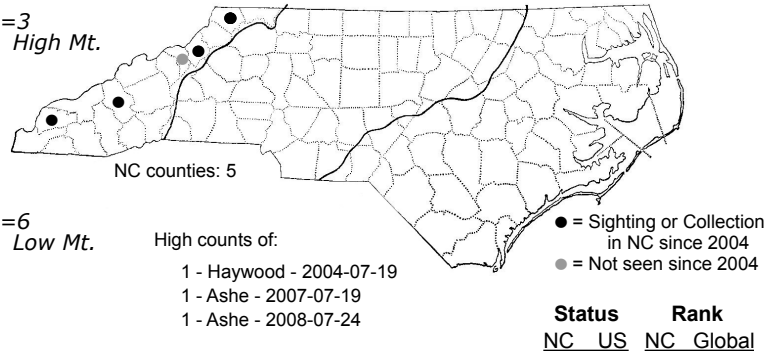 =3
High Mt.
NC counties: 5
=6
Low Mt.
High counts of:
1 - Haywood - 2004-07-19
1 - Ashe - 2007-07-19
1 - Ashe - 2008-07-24
= Sighting or Collection
in NC since 2004
= Not seen since 2004
Status Rank
NC US NC Global